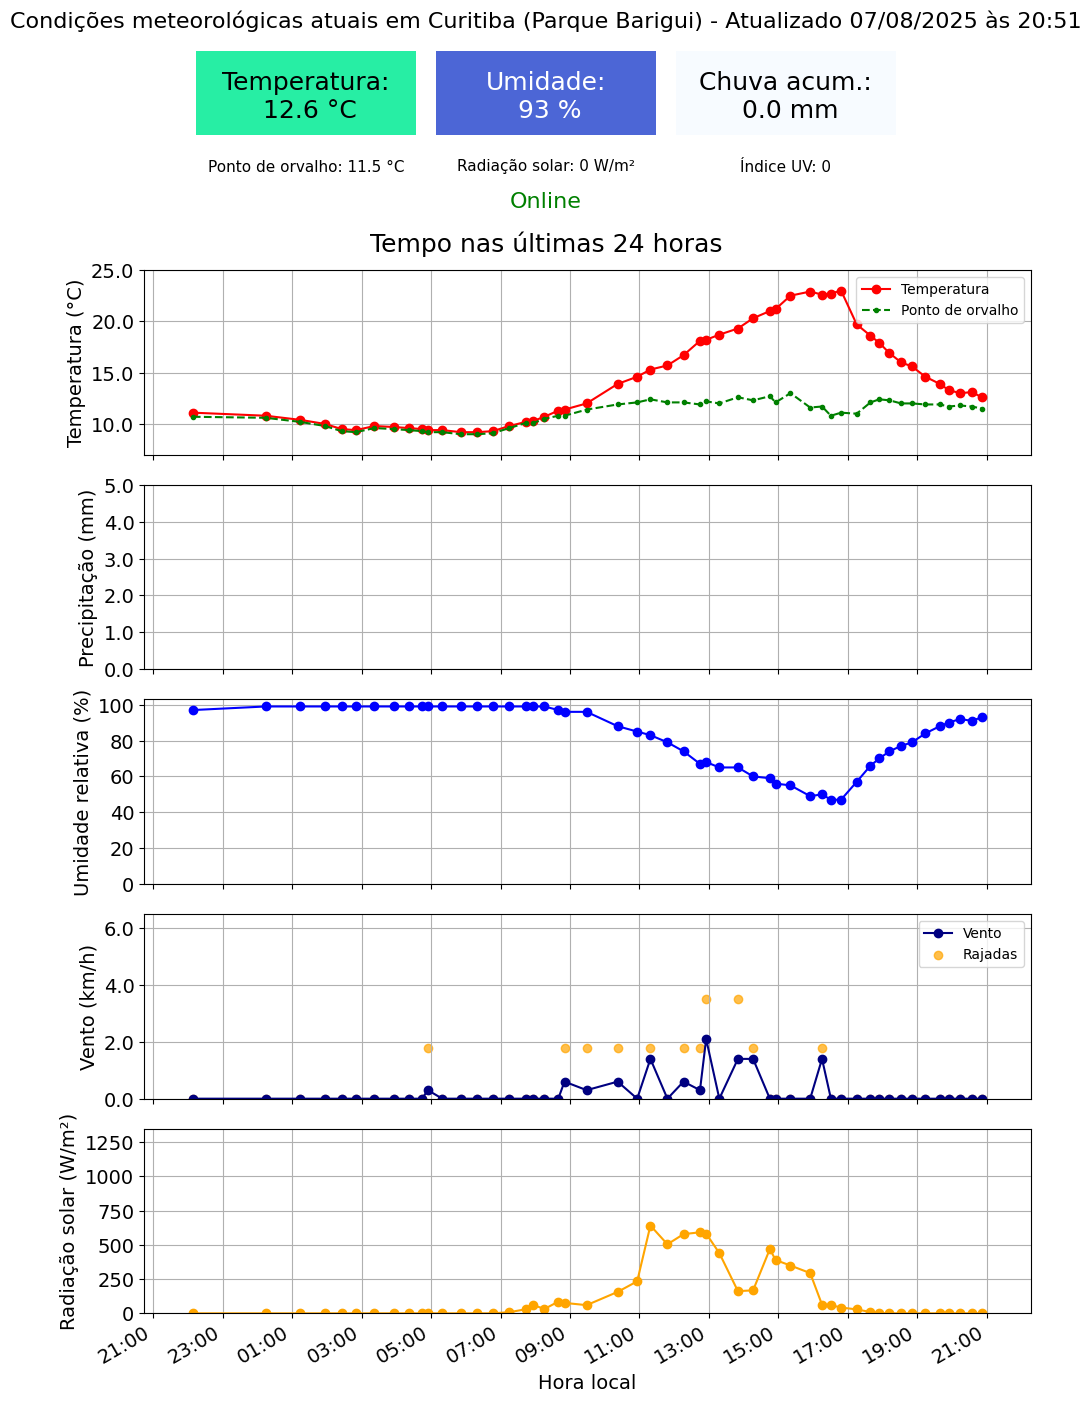 Condições meteorológicas atuais em Curitiba (Parque Barigui) - Atualizado 07/08/2025 às 20:51
Temperatura:
12.6 °C
Umidade:
93 %
Chuva acum.:
0.0 mm
Ponto de orvalho: 11.5 °C
Radiação solar: 0 W/m²
Índice UV: 0
Online
Tempo nas últimas 24 horas
Temperatura (°C)
25.0
20.0
15.0
10.0
Temperatura
Ponto de orvalho
Precipitação (mm)
5.0
4.0
3.0
2.0
1.0
0.0
Umidade relativa (%)
100
80
60
40
20
0
Vento (km/h)
6.0
4.0
2.0
0.0
Vento
Rajadas
Radiação solar (W/m²)
1250
1000
750
500
250
0
21:00
23:00
01:00
03:00
05:00
07:00
09:00
11:00
13:00
15:00
17:00
19:00
21:00
Hora local